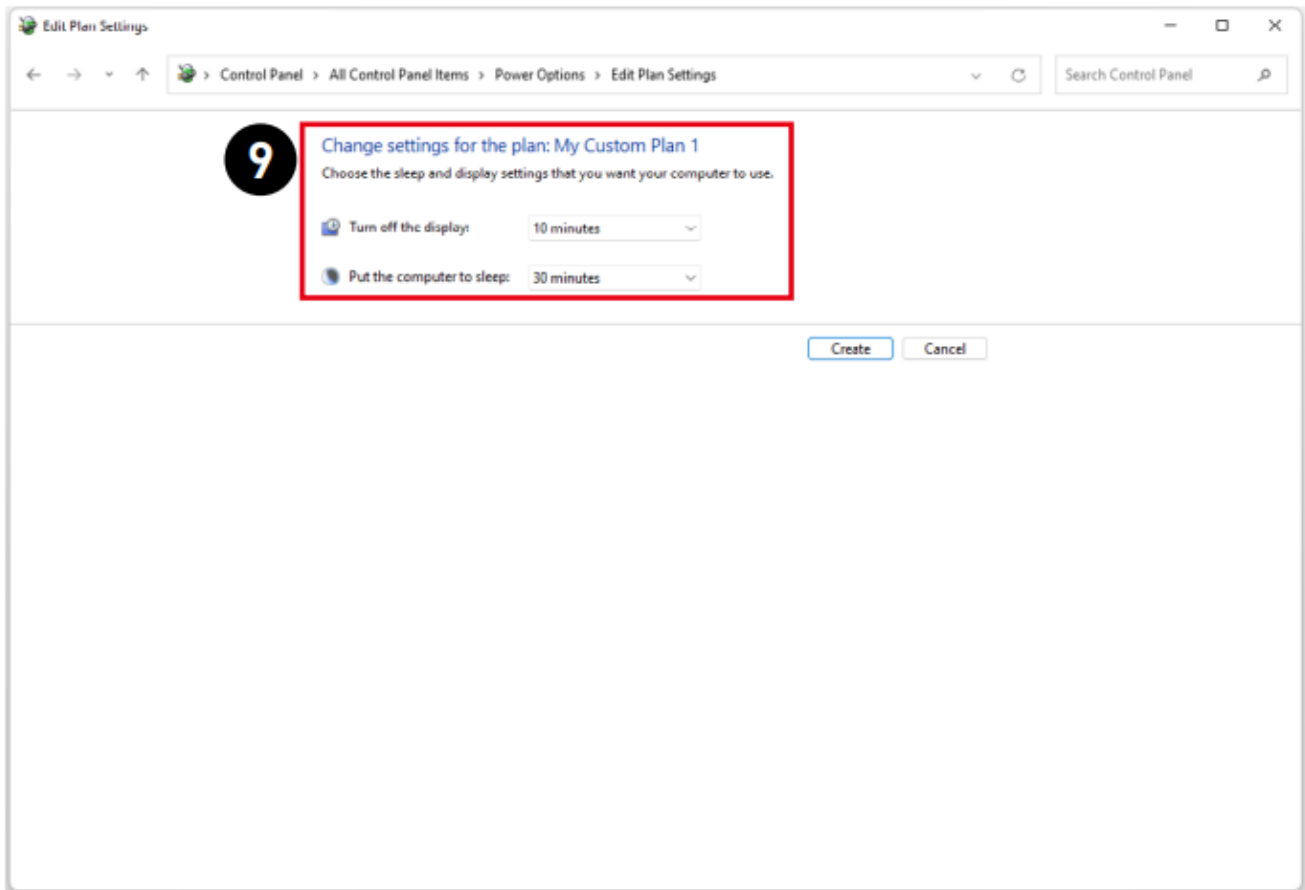 Edit Plan Settings
Control Panel > All Control Panel Items > Power Options > Edit Plan Settings
Search Control Panel
9
Change settings for the plan: My Custom Plan 1
Choose the sleep and display settings that you want your computer to use.
Turn off the display: 10 minutes
Put the computer to sleep: 30 minutes
Create Cancel